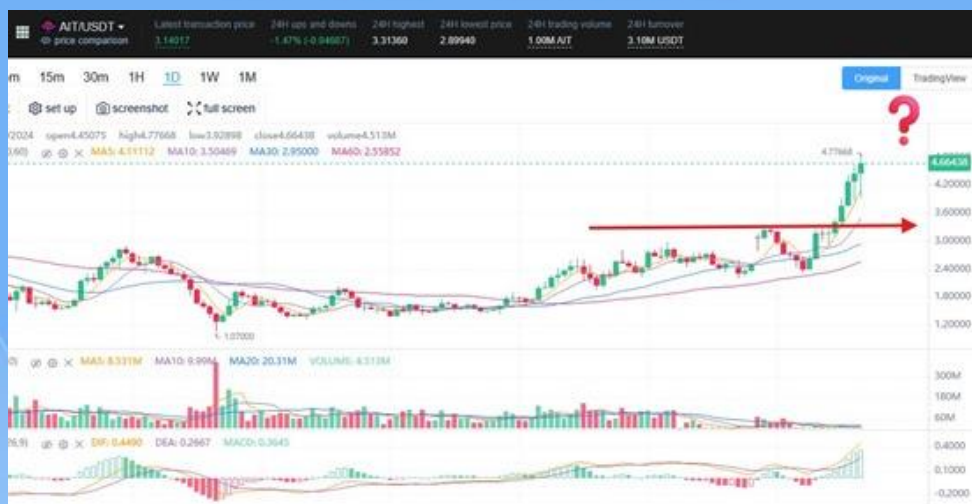 AIT/USDT
price comparison
Latest transaction price
3.14017
24H ups and downs
-1.47% (-0.04687)
24H highest
3.31360
24H lowest price
2.89940
24H trading volume
1.00M AIT
24H turnover
3.10M USDT
15m 30m 1H 1D 1W 1M
Original TradingView
set up screenshot full screen
?
/2024 open4.45075 high4.77668 low3.92898 close4.66438 volume4.513M
MA5: 4.11112 MA10: 3.50469 MA30: 2.95000 MA60: 2.55852
4.77668
4.66438
4.20000
3.60000
3.00000
2.40000
1.80000
1.20000
1.07000
MA5: 8.531M MA10: 9.99M MA20: 20.31M VOLUME: 4.513M
300M
180M
60M
DIF: 0.4490 DEA: 0.2667 MACD: 0.3645
0.4000
0.1000
-0.2000